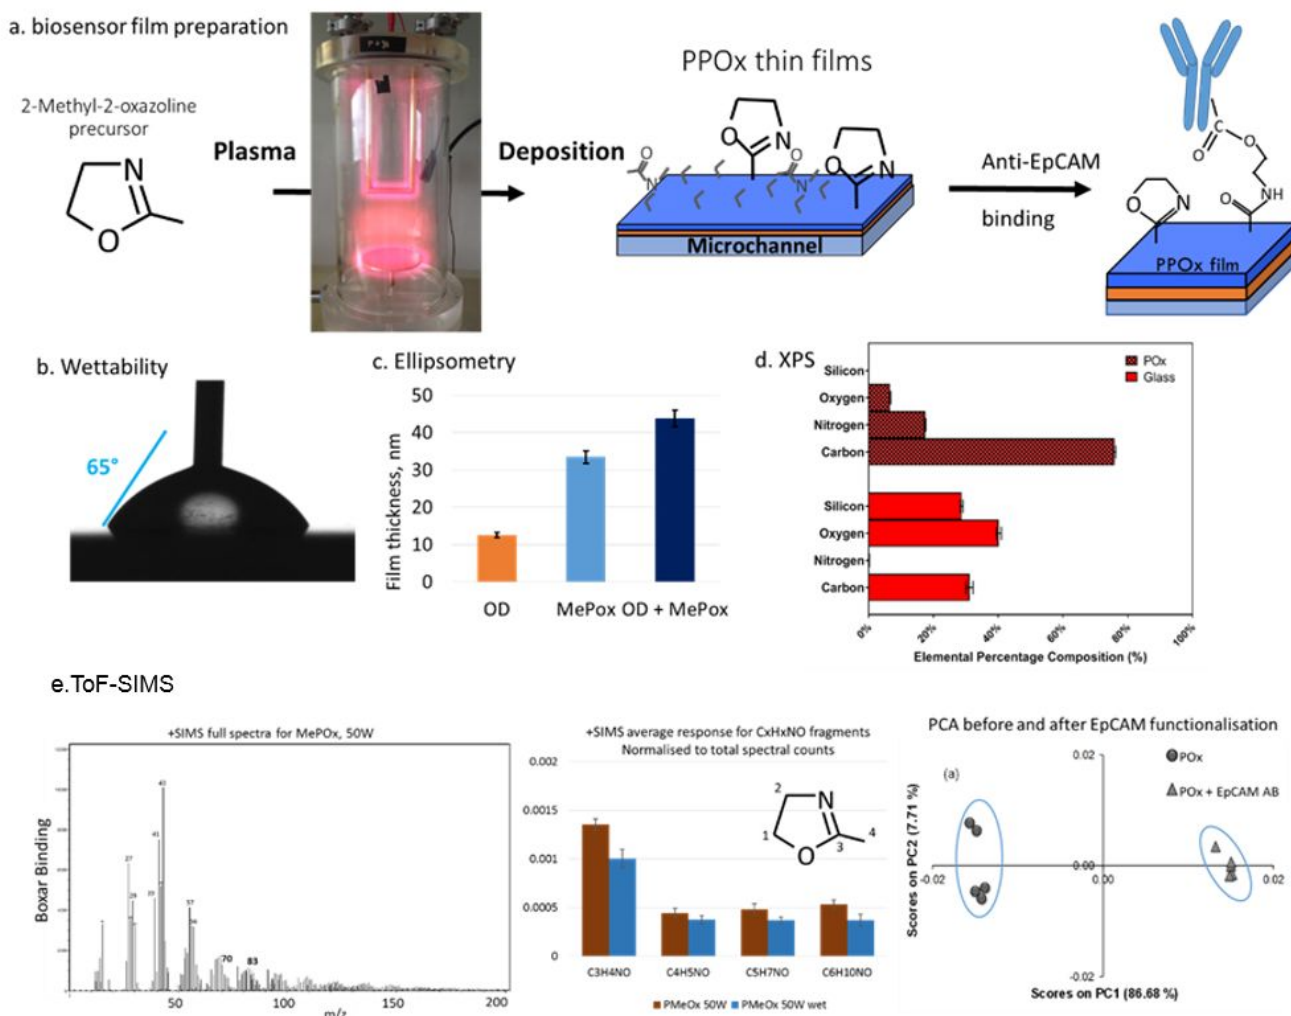 a. biosensor film preparation
2-Methyl-2-oxazoline
precursor
N
O
Plasma
Deposition
PPOx thin films
O
N
O
N
O
N
O
N
Microchannel
Anti-EpCAM
binding
C
O
O
O
NH
O
N
PPOx film
b. Wettability
65°
c. Ellipsometry
Film thickness, nm
50
40
30
20
10
0
OD
MePox
OD + MePox
d. XPS
POx
Glass
Silicon
Oxygen
Nitrogen
Carbon
Silicon
Oxygen
Nitrogen
Carbon
0%
20%
40%
60%
80%
100%
Elemental Percentage Composition (%)
e.ToF-SIMS
+SIMS full spectra for MePOx, 50W
Boxar Binding
27
29
41
57
70
83
50
100
150
200
m/z
+SIMS average response for CxHxNO fragments
Normalised to total spectral counts
0.002
0.0015
0.001
0.0005
0
2
N
1
O
3
4
C3H4NO
C4H5NO
C5H7NO
C6H10NO
PMeOx 50W
PMeOx 50W wet
PCA before and after EpCAM functionalisation
(a)
POx
POx + EpCAM AB
Scores on PC2 (7.71 %)
0.02
0.00
-0.02
-0.02
0.00
0.02
Scores on PC1 (86.68 %)